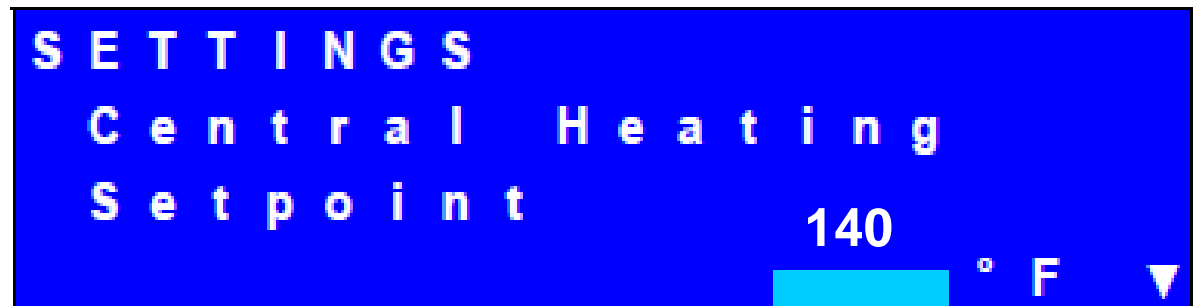 SETTINGS
Central Heating
Setpoint
140
° F ▼